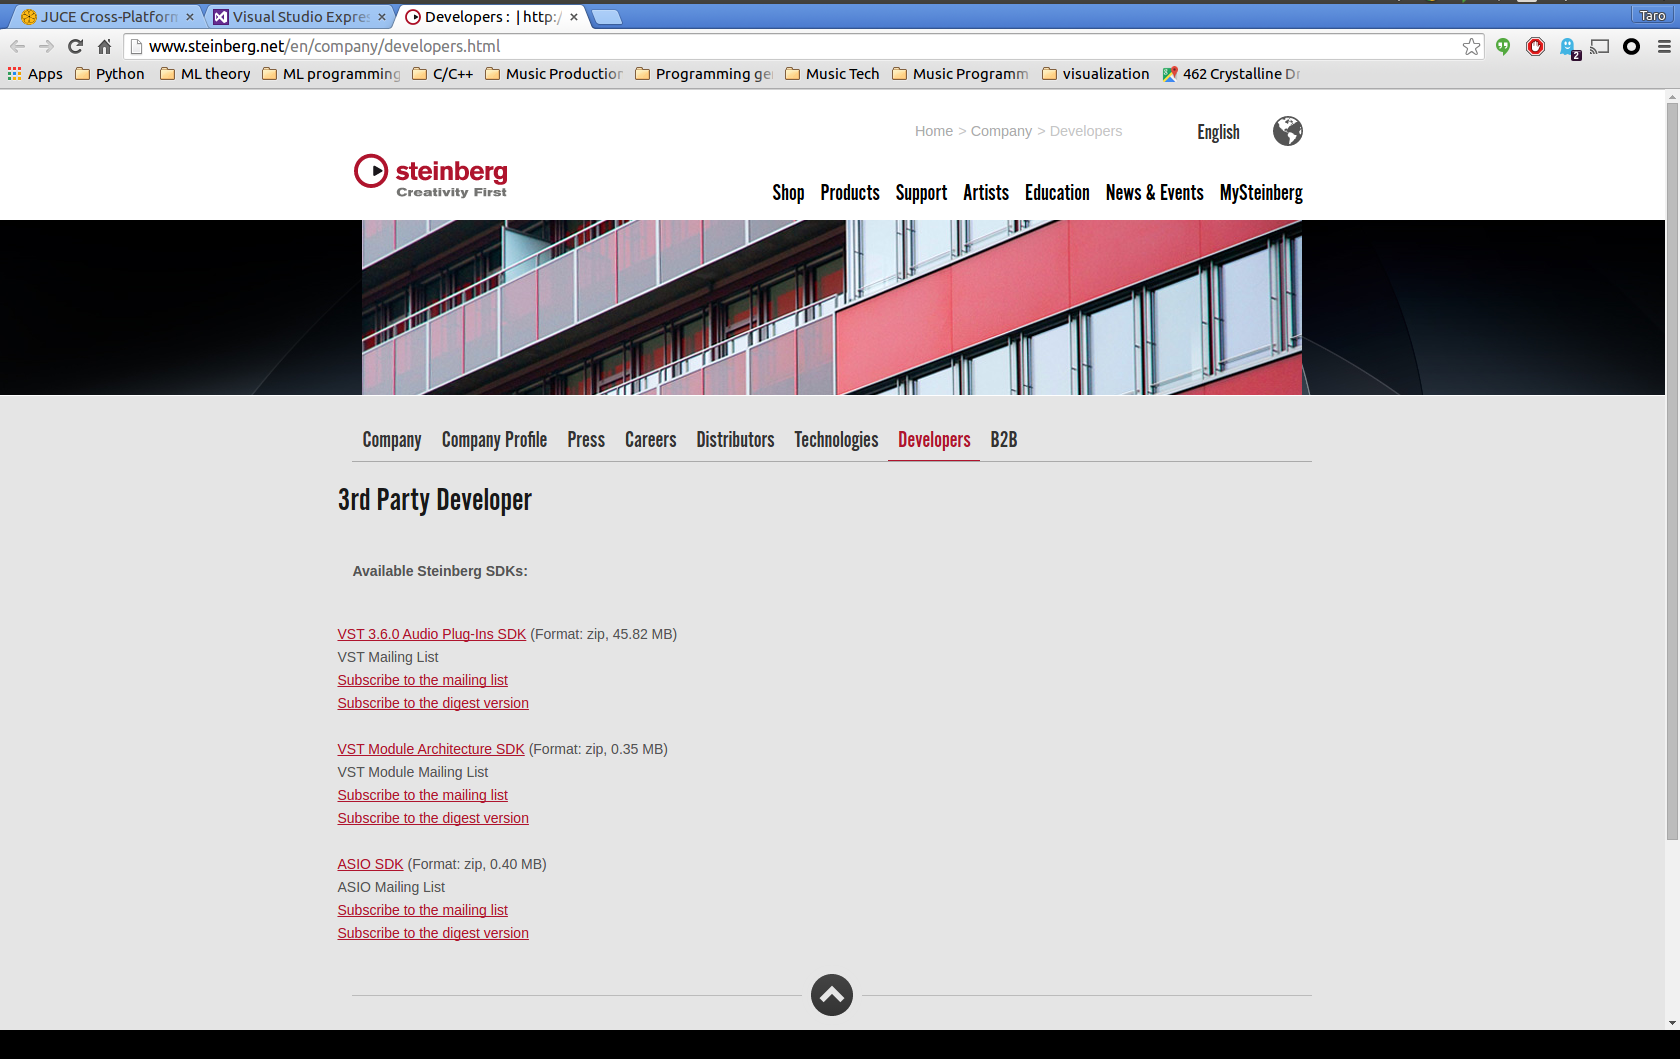 JUCE Cross-Platform
Visual Studio Expres
Developers : | http:/
Taro
www.steinberg.net/en/company/developers.html
2
Apps Python ML theory ML programming C/C++ Music Production Programming ge Music Tech Music Programm visualization 462 Crystalline Dr
Home > Company > Developers
English
steinberg
Creativity First
Shop Products Support Artists Education News & Events MySteinberg
Company Company Profile Press Careers Distributors Technologies Developers B2B
3rd Party Developer
Available Steinberg SDKs:
VST 3.6.0 Audio Plug-Ins SDK (Format: zip, 45.82 MB)
VST Mailing List
Subscribe to the mailing list
Subscribe to the digest version
VST Module Architecture SDK (Format: zip, 0.35 MB)
VST Module Mailing List
Subscribe to the mailing list
Subscribe to the digest version
ASIO SDK (Format: zip, 0.40 MB)
ASIO Mailing List
Subscribe to the mailing list
Subscribe to the digest version